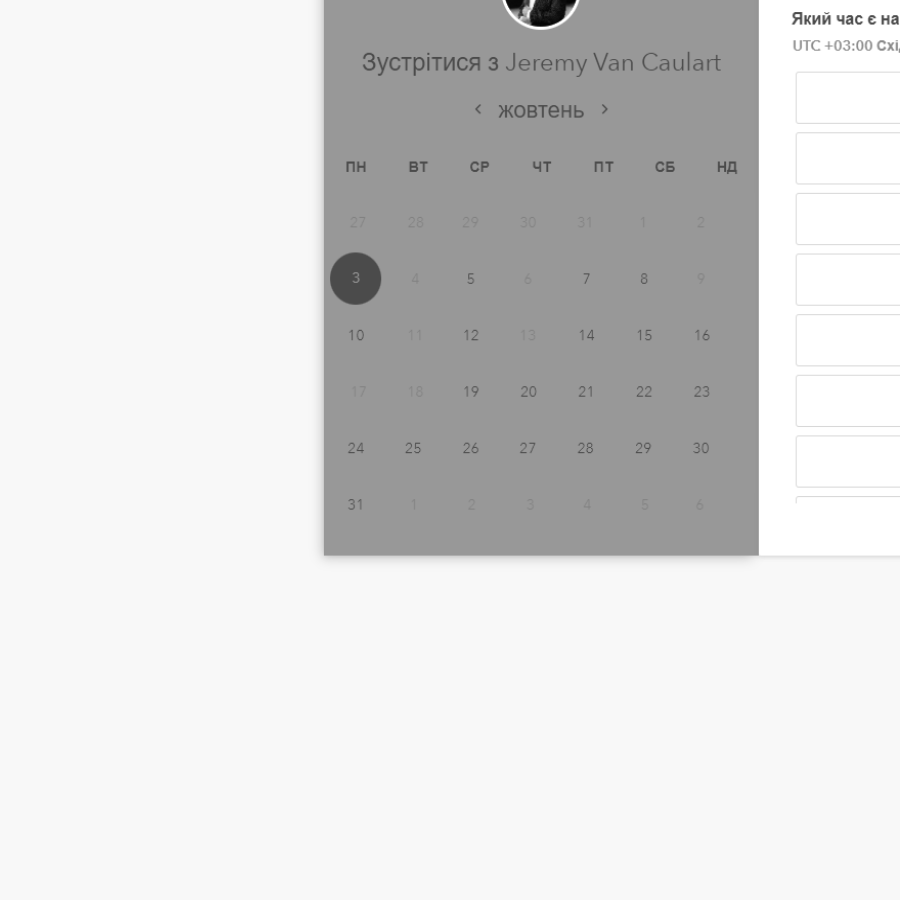 Зустрітися з Jeremy Van Caulart
‹ жовтень ›
ПН ВТ СР ЧТ ПТ СБ НД
27 28 29 30 31 1 2
3 4 5 6 7 8 9
10 11 12 13 14 15 16
17 18 19 20 21 22 23
24 25 26 27 28 29 30
31 1 2 3 4 5 6
Який час є на
UTC +03:00 Схі